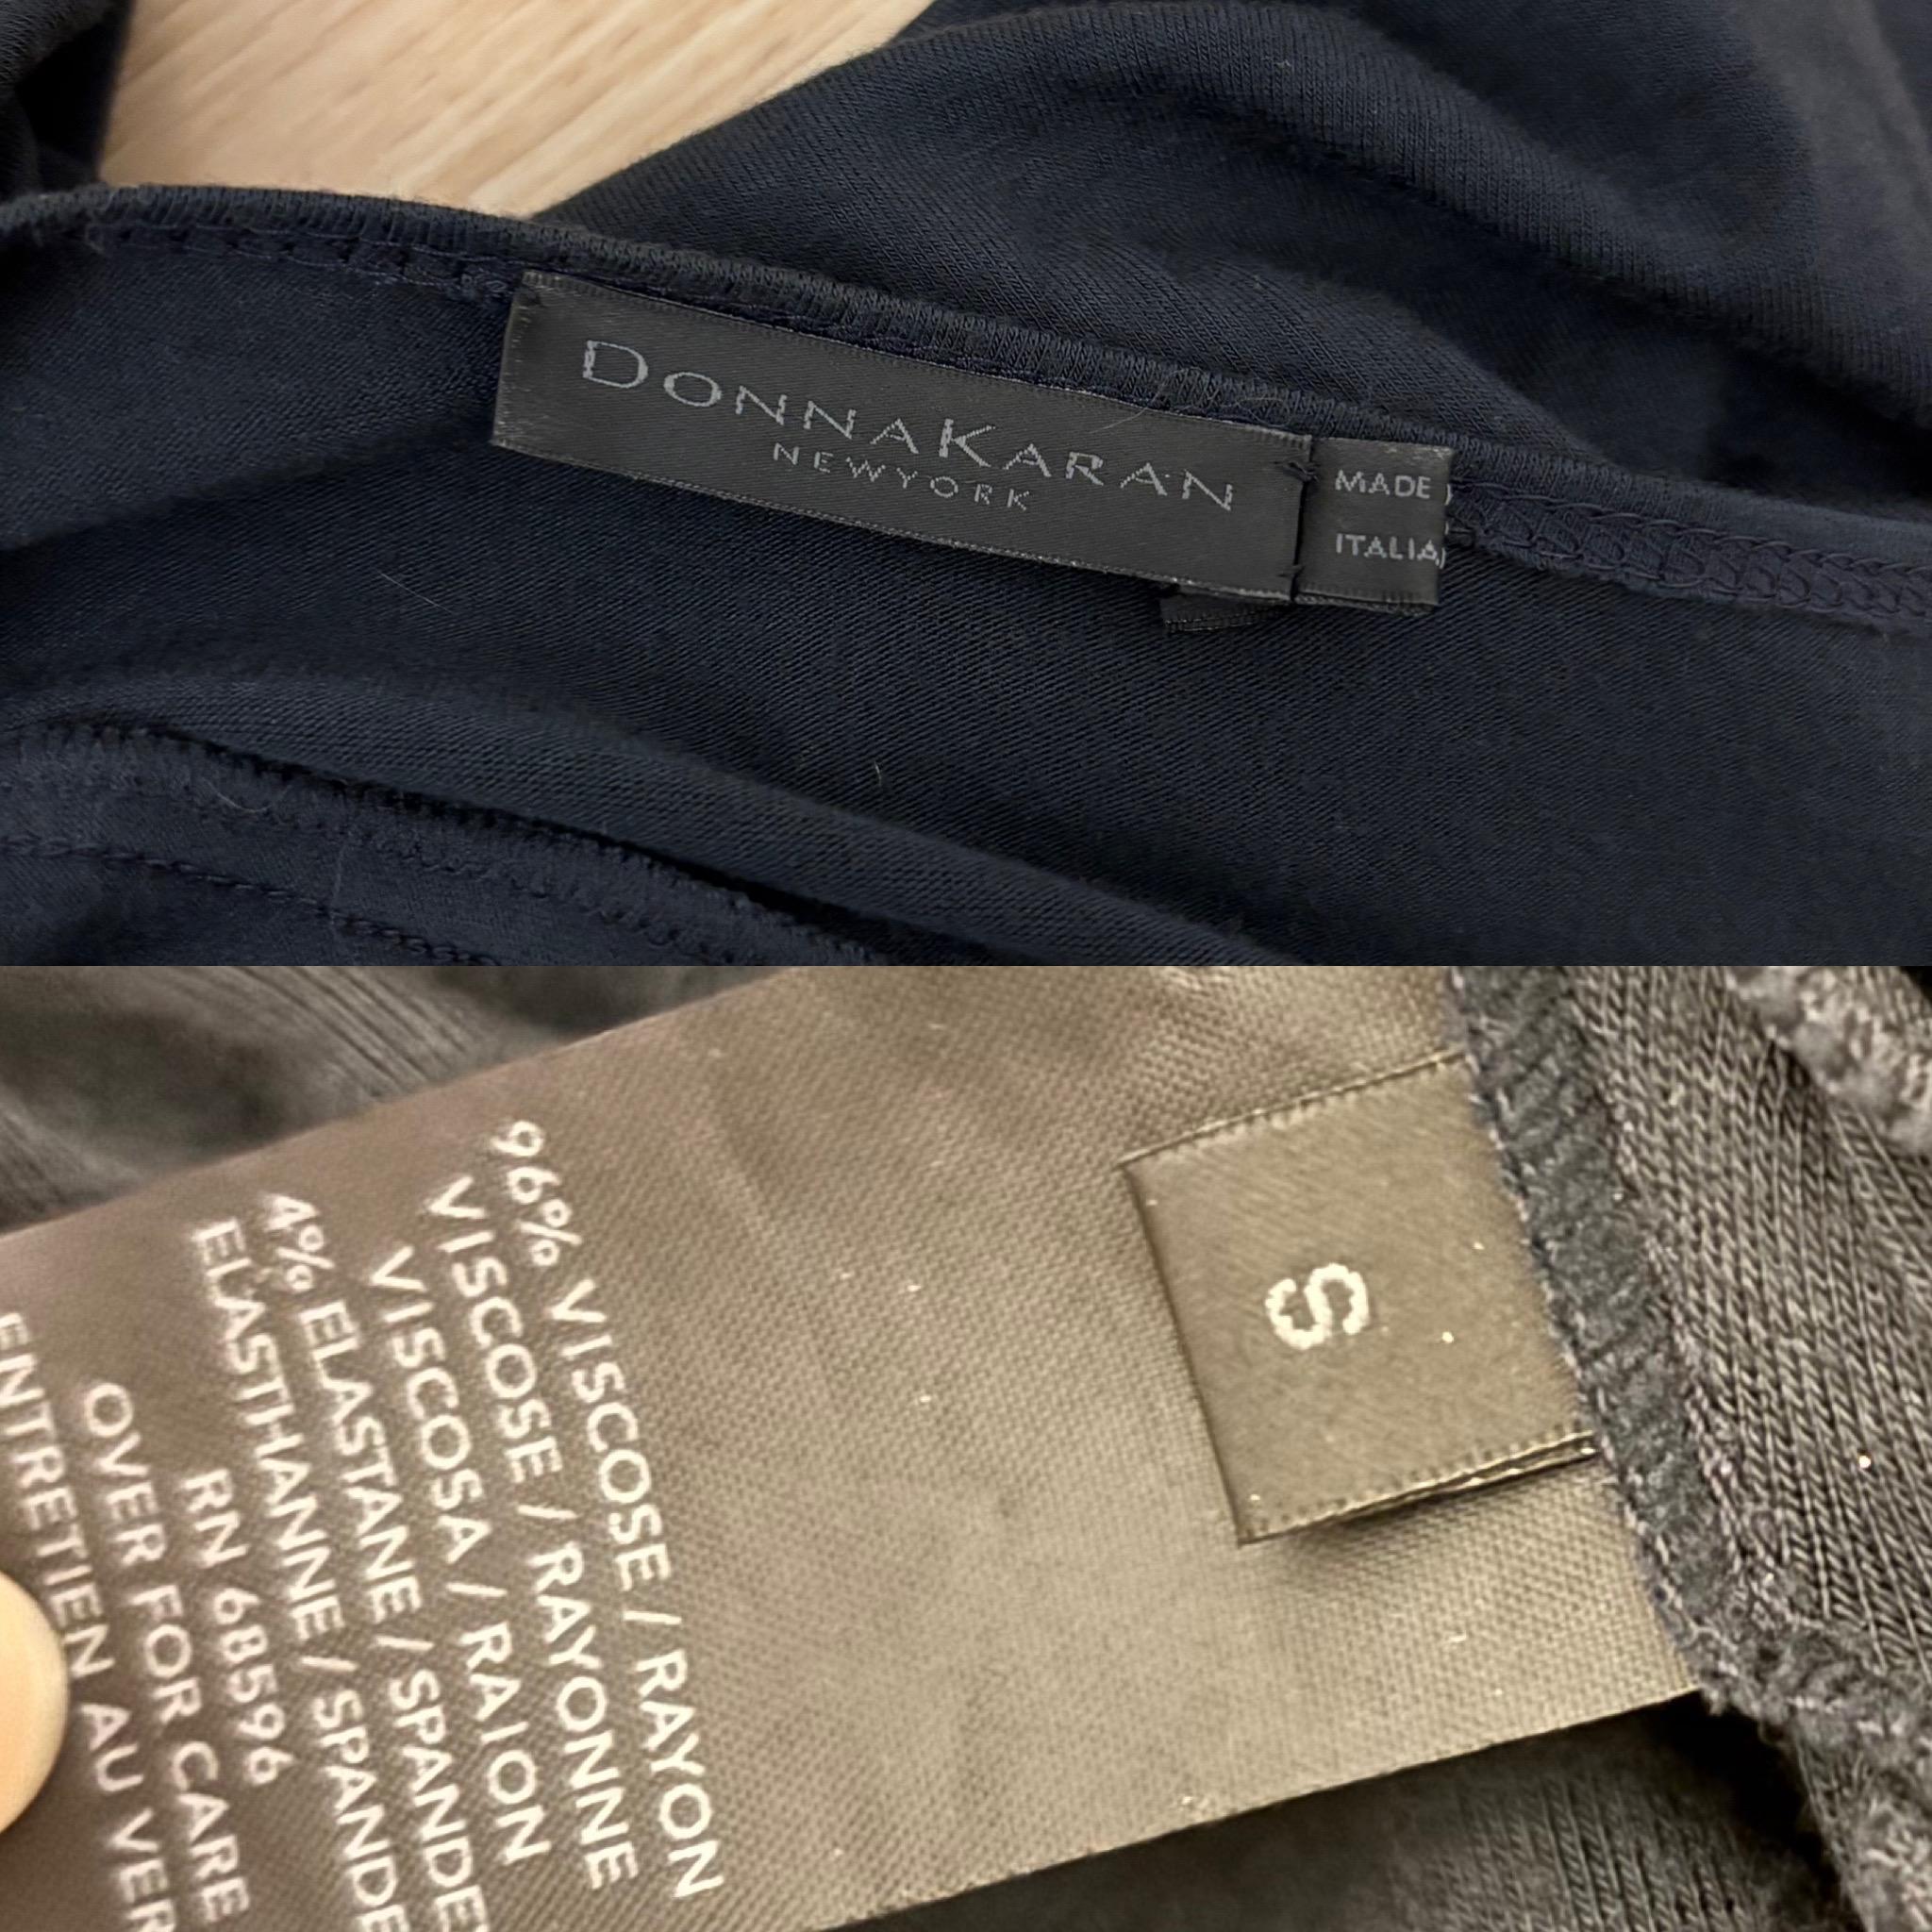 DONNAKARAN
NEWYORK
MADE
ITALIA
S
96% VISCOSE / RAYON
VISCOSE / RAYONNE
VISCOSA / RAION
4% ELASTANE / SPANDE
ELASTHANNE / SPANDE
RN 68596
OVER FOR CARE
ENTRETIEN AU VER